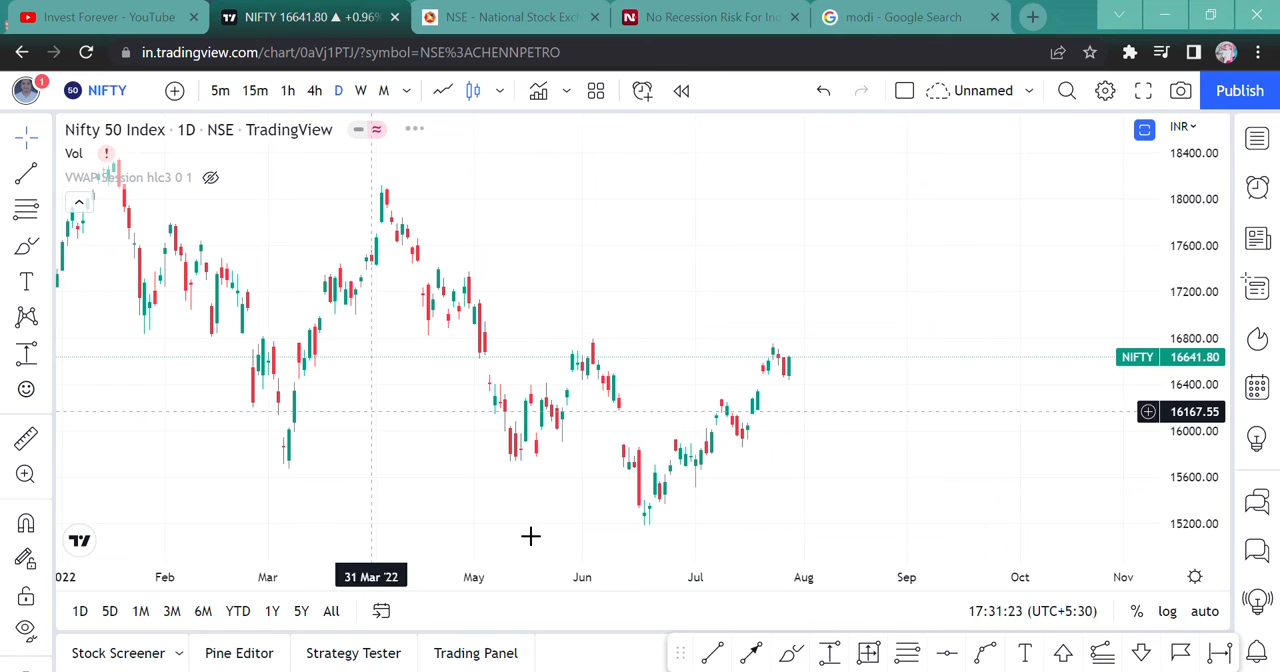 Invest Forever - YouTube
NIFTY 16641.80 ▲ +0.96%
NSE - National Stock Exc
No Recession Risk For Ind
modi - Google Search
in.tradingview.com/chart/0aVj1PTJ/?symbol=NSE%3ACHENNPETRO
1
50 NIFTY
5m 15m 1h 4h D W M
Unnamed
Publish
Nifty 50 Index · 1D · NSE · TradingView
INR
Vol
!
VWAP Session hlc3 0 1
18400.00
18000.00
17600.00
17200.00
16800.00
NIFTY 16641.80
16400.00
16167.55
16000.00
15600.00
15200.00
2022 Feb Mar 31 Mar '22 May Jun Jul Aug Sep Oct Nov
1D 5D 1M 3M 6M YTD 1Y 5Y All
17:31:23 (UTC+5:30) % log auto
Stock Screener Pine Editor Strategy Tester Trading Panel